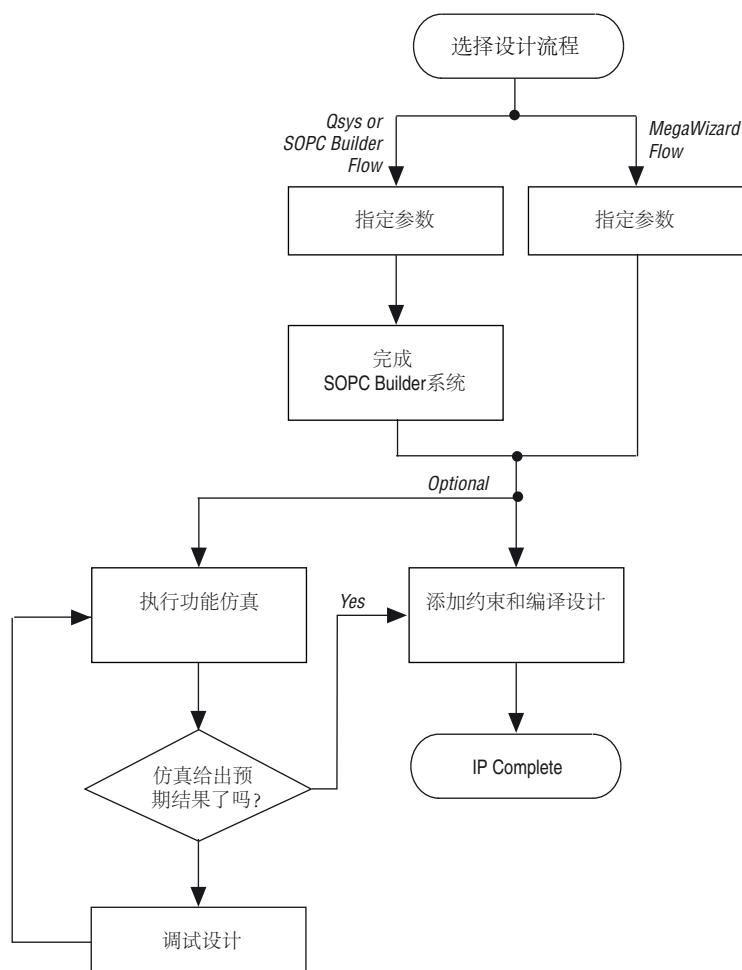 选择设计流程
Qsys or
SOPC Builder
Flow
MegaWizard
Flow
指定参数
指定参数
完成
SOPC Builder系统
Optional
执行功能仿真
Yes
添加约束和编译设计
仿真给出预
期结果了吗?
IP Complete
调试设计